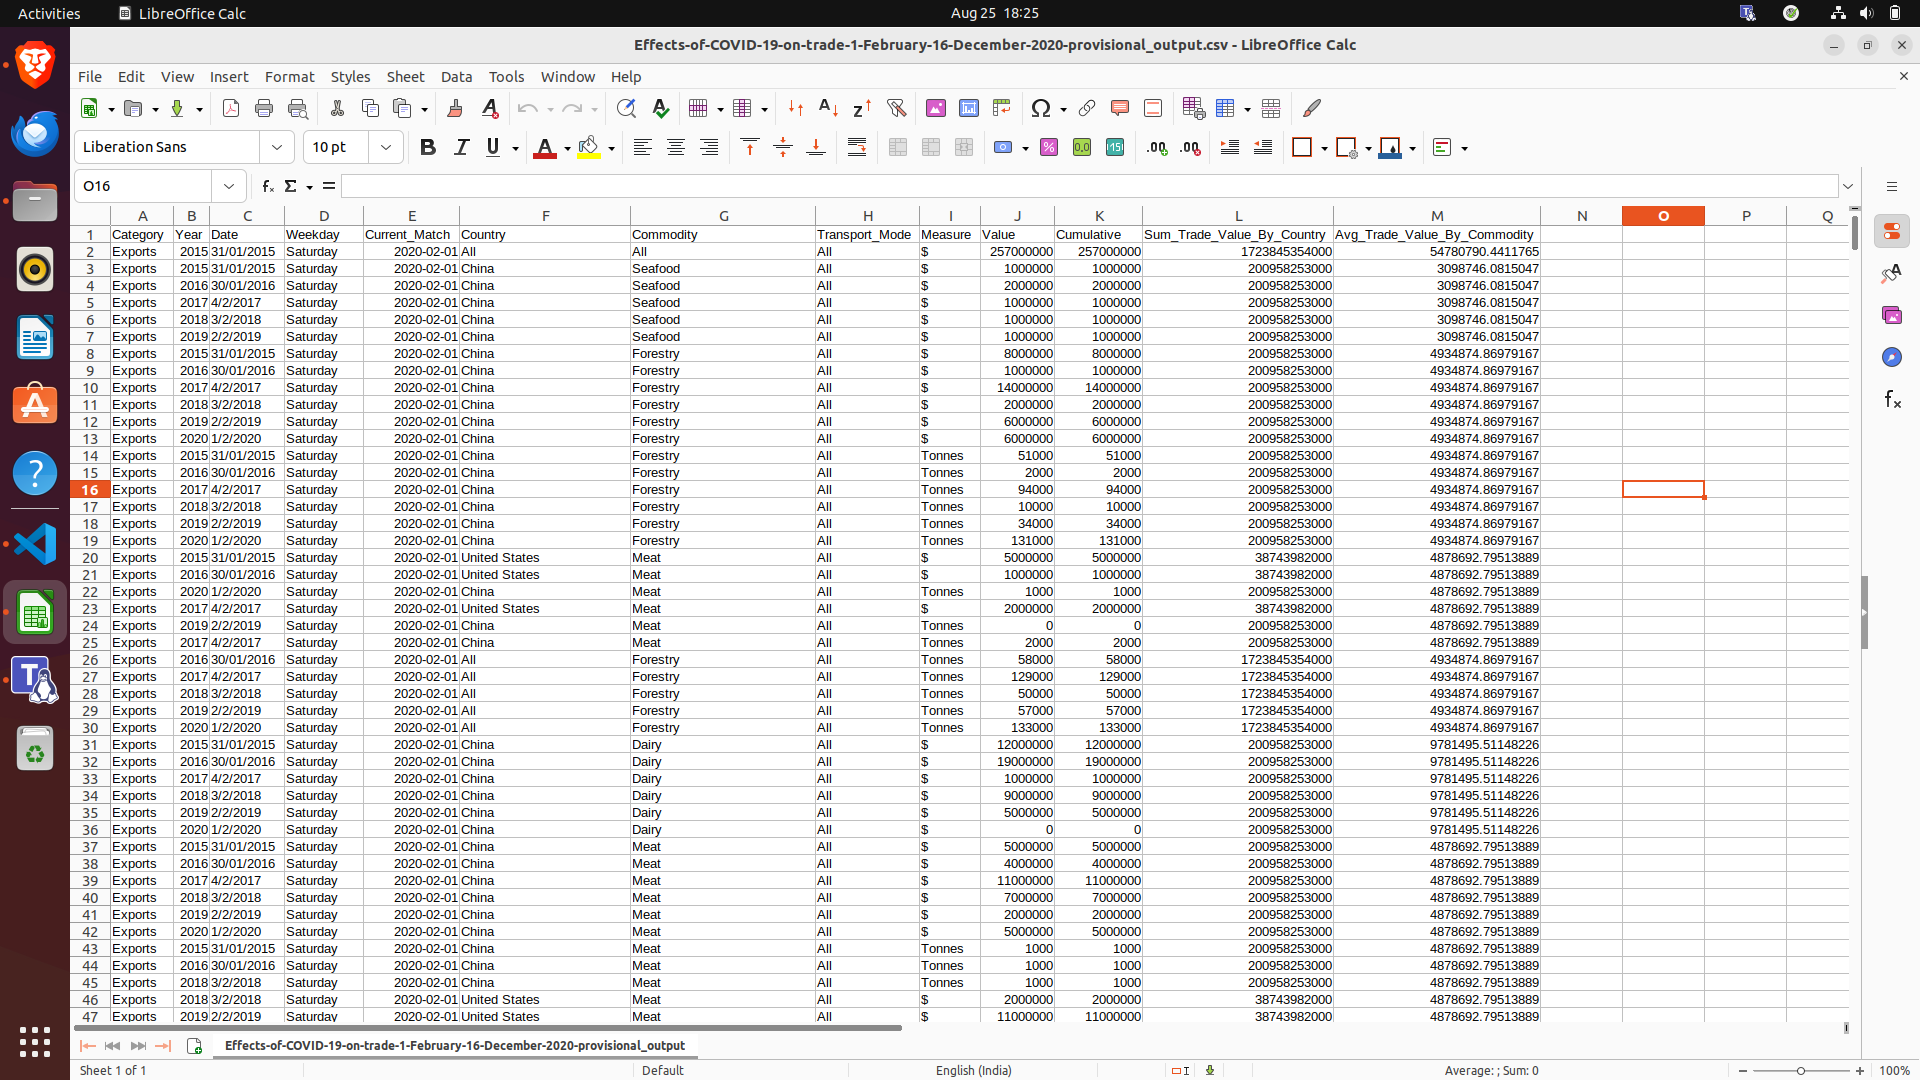 Activities LibreOffice Calc Aug 25 18:25
Effects-of-COVID-19-on-trade-1-February-16-December-2020-provisional_output.csv - LibreOffice Calc
File Edit View Insert Format Styles Sheet Data Tools Window Help
Liberation Sans 10 pt
O16
A B C D E F G H I J K L M N O P Q
1 Category Year Date Weekday Current_Match Country Commodity Transport_Mode Measure Value Cumulative Sum_Trade_Value_By_Country Avg_Trade_Value_By_Commodity
2 Exports 2015 31/01/2015 Saturday 2020-02-01 All All All $ 257000000 257000000 1723845354000 54780790.4411765
3 Exports 2015 31/01/2015 Saturday 2020-02-01 China Seafood All $ 1000000 1000000 200958253000 3098746.0815047
4 Exports 2016 30/01/2016 Saturday 2020-02-01 China Seafood All $ 2000000 2000000 200958253000 3098746.0815047
5 Exports 2017 4/2/2017 Saturday 2020-02-01 China Seafood All $ 1000000 1000000 200958253000 3098746.0815047
6 Exports 2018 3/2/2018 Saturday 2020-02-01 China Seafood All $ 1000000 1000000 200958253000 3098746.0815047
7 Exports 2019 2/2/2019 Saturday 2020-02-01 China Seafood All $ 1000000 1000000 200958253000 3098746.0815047
8 Exports 2015 31/01/2015 Saturday 2020-02-01 China Forestry All $ 8000000 8000000 200958253000 4934874.86979167
9 Exports 2016 30/01/2016 Saturday 2020-02-01 China Forestry All $ 1000000 1000000 200958253000 4934874.86979167
10 Exports 2017 4/2/2017 Saturday 2020-02-01 China Forestry All $ 14000000 14000000 200958253000 4934874.86979167
11 Exports 2018 3/2/2018 Saturday 2020-02-01 China Forestry All $ 2000000 2000000 200958253000 4934874.86979167
12 Exports 2019 2/2/2019 Saturday 2020-02-01 China Forestry All $ 6000000 6000000 200958253000 4934874.86979167
13 Exports 2020 1/2/2020 Saturday 2020-02-01 China Forestry All $ 6000000 6000000 200958253000 4934874.86979167
14 Exports 2015 31/01/2015 Saturday 2020-02-01 China Forestry All Tonnes 51000 51000 200958253000 4934874.86979167
15 Exports 2016 30/01/2016 Saturday 2020-02-01 China Forestry All Tonnes 2000 2000 200958253000 4934874.86979167
16 Exports 2017 4/2/2017 Saturday 2020-02-01 China Forestry All Tonnes 94000 94000 200958253000 4934874.86979167
17 Exports 2018 3/2/2018 Saturday 2020-02-01 China Forestry All Tonnes 10000 10000 200958253000 4934874.86979167
18 Exports 2019 2/2/2019 Saturday 2020-02-01 China Forestry All Tonnes 34000 34000 200958253000 4934874.86979167
19 Exports 2020 1/2/2020 Saturday 2020-02-01 China Forestry All Tonnes 131000 131000 200958253000 4934874.86979167
20 Exports 2015 31/01/2015 Saturday 2020-02-01 United States Meat All $ 5000000 5000000 38743982000 4878692.79513889
21 Exports 2016 30/01/2016 Saturday 2020-02-01 United States Meat All $ 1000000 1000000 38743982000 4878692.79513889
22 Exports 2020 1/2/2020 Saturday 2020-02-01 China Meat All Tonnes 1000 1000 200958253000 4878692.79513889
23 Exports 2017 4/2/2017 Saturday 2020-02-01 United States Meat All $ 2000000 2000000 38743982000 4878692.79513889
24 Exports 2019 2/2/2019 Saturday 2020-02-01 China Meat All Tonnes 0 0 200958253000 4878692.79513889
25 Exports 2017 4/2/2017 Saturday 2020-02-01 China Meat All Tonnes 2000 2000 200958253000 4878692.79513889
26 Exports 2016 30/01/2016 Saturday 2020-02-01 All Forestry All Tonnes 58000 58000 1723845354000 4934874.86979167
27 Exports 2017 4/2/2017 Saturday 2020-02-01 All Forestry All Tonnes 129000 129000 1723845354000 4934874.86979167
28 Exports 2018 3/2/2018 Saturday 2020-02-01 All Forestry All Tonnes 50000 50000 1723845354000 4934874.86979167
29 Exports 2019 2/2/2019 Saturday 2020-02-01 All Forestry All Tonnes 57000 57000 1723845354000 4934874.86979167
30 Exports 2020 1/2/2020 Saturday 2020-02-01 All Forestry All Tonnes 133000 133000 1723845354000 4934874.86979167
31 Exports 2015 31/01/2015 Saturday 2020-02-01 China Dairy All $ 12000000 12000000 200958253000 9781495.51148226
32 Exports 2016 30/01/2016 Saturday 2020-02-01 China Dairy All $ 19000000 19000000 200958253000 9781495.51148226
33 Exports 2017 4/2/2017 Saturday 2020-02-01 China Dairy All $ 1000000 1000000 200958253000 9781495.51148226
34 Exports 2018 3/2/2018 Saturday 2020-02-01 China Dairy All $ 9000000 9000000 200958253000 9781495.51148226
35 Exports 2019 2/2/2019 Saturday 2020-02-01 China Dairy All $ 5000000 5000000 200958253000 9781495.51148226
36 Exports 2020 1/2/2020 Saturday 2020-02-01 China Dairy All $ 0 0 200958253000 9781495.51148226
37 Exports 2015 31/01/2015 Saturday 2020-02-01 China Meat All $ 5000000 5000000 200958253000 4878692.79513889
38 Exports 2016 30/01/2016 Saturday 2020-02-01 China Meat All $ 4000000 4000000 200958253000 4878692.79513889
39 Exports 2017 4/2/2017 Saturday 2020-02-01 China Meat All $ 11000000 11000000 200958253000 4878692.79513889
40 Exports 2018 3/2/2018 Saturday 2020-02-01 China Meat All $ 7000000 7000000 200958253000 4878692.79513889
41 Exports 2019 2/2/2019 Saturday 2020-02-01 China Meat All $ 2000000 2000000 200958253000 4878692.79513889
42 Exports 2020 1/2/2020 Saturday 2020-02-01 China Meat All $ 5000000 5000000 200958253000 4878692.79513889
43 Exports 2015 31/01/2015 Saturday 2020-02-01 China Meat All Tonnes 1000 1000 200958253000 4878692.79513889
44 Exports 2016 30/01/2016 Saturday 2020-02-01 China Meat All Tonnes 1000 1000 200958253000 4878692.79513889
45 Exports 2018 3/2/2018 Saturday 2020-02-01 China Meat All Tonnes 1000 1000 200958253000 4878692.79513889
46 Exports 2018 3/2/2018 Saturday 2020-02-01 United States Meat All $ 2000000 2000000 38743982000 4878692.79513889
47 Exports 2019 2/2/2019 Saturday 2020-02-01 United States Meat All $ 11000000 11000000 38743982000 4878692.79513889
Effects-of-COVID-19-on-trade-1-February-16-December-2020-provisional_output
Sheet 1 of 1 Default English (India) Average: ; Sum: 0 100%